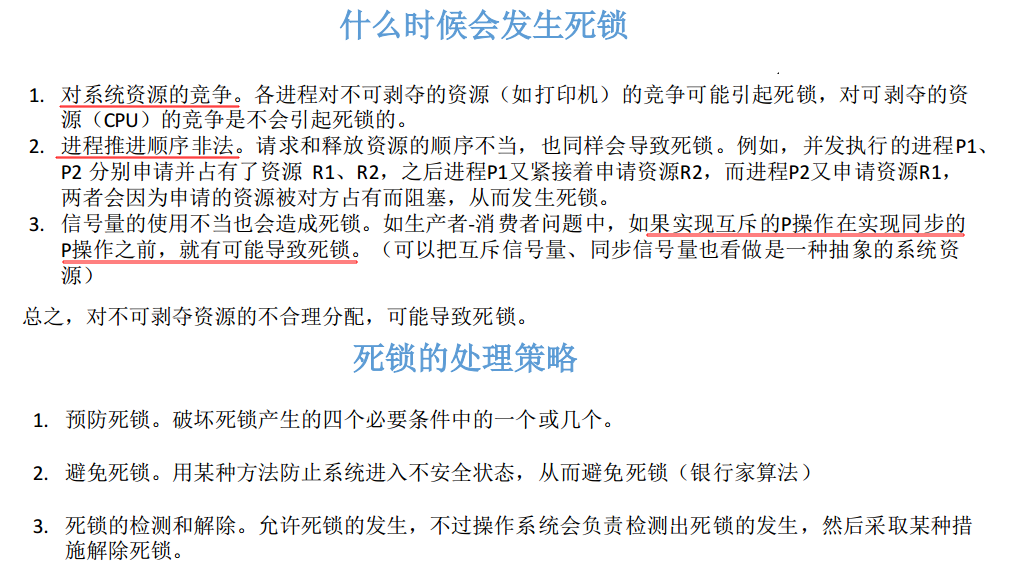 什么时候会发生死锁
1. 对系统资源的竞争。各进程对不可剥夺的资源（如打印机）的竞争可能引起死锁，对可剥夺的资
源（CPU）的竞争是不会引起死锁的。
2. 进程推进顺序非法。请求和释放资源的顺序不当，也同样会导致死锁。例如，并发执行的进程P1、
P2 分别申请并占有了资源 R1、R2，之后进程P1又紧接着申请资源R2，而进程P2又申请资源R1，
两者会因为申请的资源被对方占有而阻塞，从而发生死锁。
3. 信号量的使用不当也会造成死锁。如生产者-消费者问题中，如果实现互斥的P操作在实现同步的
P操作之前，就有可能导致死锁。（可以把互斥信号量、同步信号量也看做是一种抽象的系统资
源）
总之，对不可剥夺资源的不合理分配，可能导致死锁。
死锁的处理策略
1. 预防死锁。破坏死锁产生的四个必要条件中的一个或几个。
2. 避免死锁。用某种方法防止系统进入不安全状态，从而避免死锁（银行家算法）
3. 死锁的检测和解除。允许死锁的发生，不过操作系统会负责检测出死锁的发生，然后采取某种措
施解除死锁。